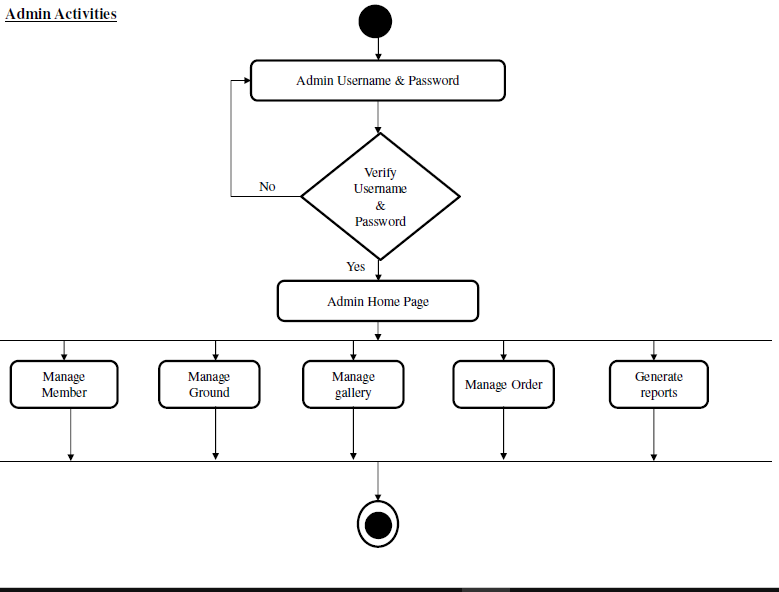 Admin Activities
Admin Username & Password
Verify
Username
&
Password
No
Yes
Admin Home Page
Manage
Member
Manage
Ground
Manage
gallery
Manage Order
Generate
reports